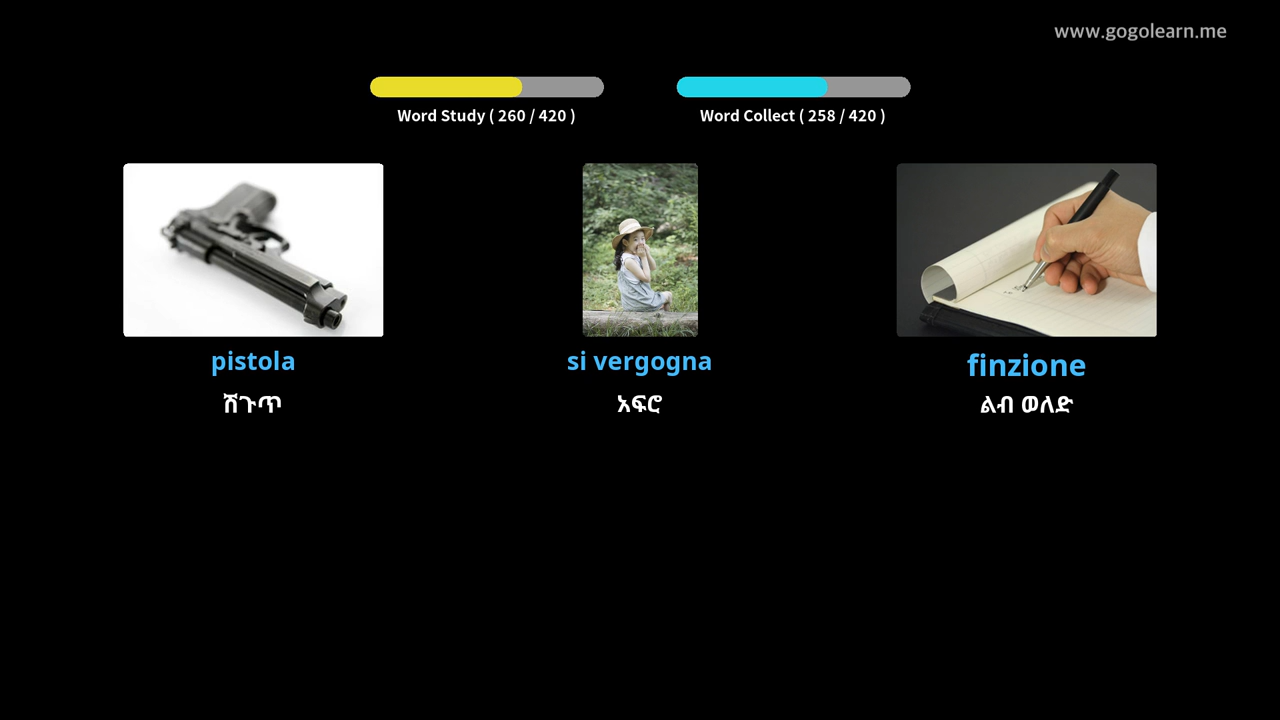 www.gogolearn.me
Word Study ( 260 / 420 )
Word Collect ( 258 / 420 )
pistola
si vergogna
finzione
ሽጉጥ
አፍሮ
ልብ ወለድ